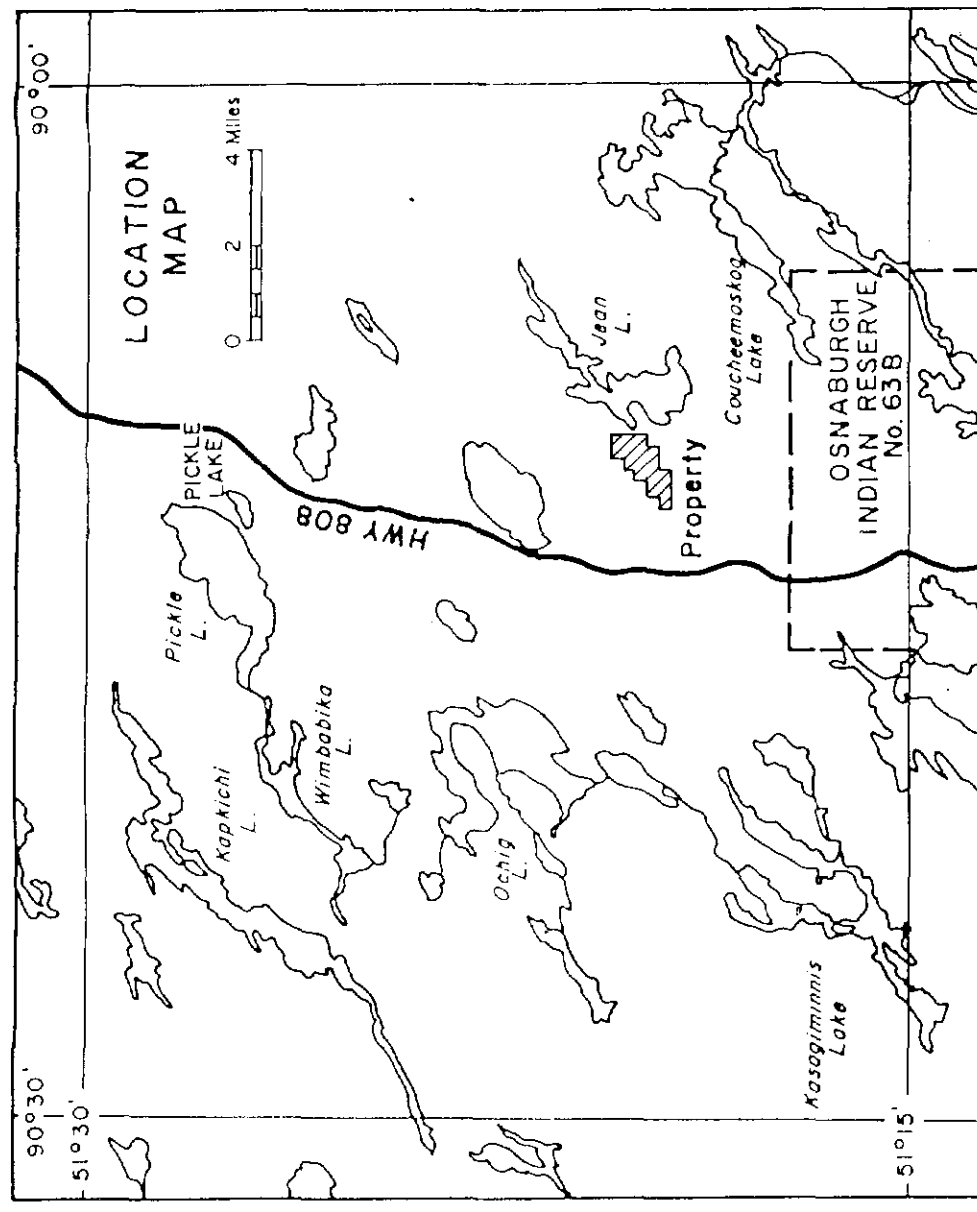 90°30'
90°00'
51°30'
LOCATION
MAP
0 2 4 Miles
PICKLE
LAKE
Pickle
L.
HWY 808
Kapkichi
L.
Wimbabika
L.
Jean
L.
Ochig
L.
Property
Coucheemoskog
Lake
Kasagiminnis
Lake
OSNABURGH
INDIAN RESERVE
No. 63B
51°15'